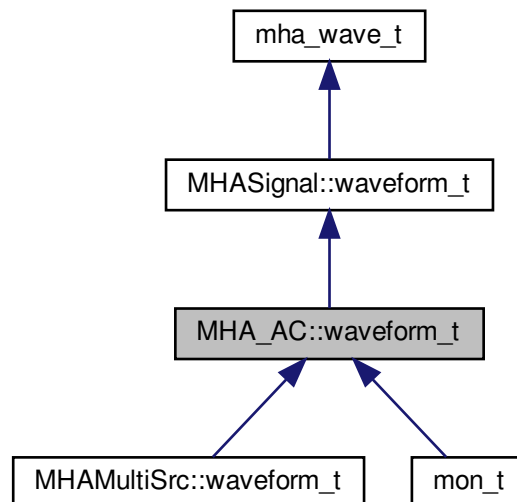 mha_wave_t
MHASignal::waveform_t
MHA_AC::waveform_t
MHAMultiSrc::waveform_t
mon_t